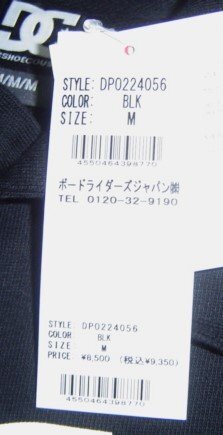 DC
DCSHOECOUSA
M/M/M
STYLE: DP0224056
COLOR: BLK
SIZE: M
4550464398770
ボードライダーズジャパン㈱
TEL 0120-32-9190
STYLE: DP0224056
COLOR: BLK
SIZE: M
PRICE: ¥8,500 (税込¥9,350)
4550464398770